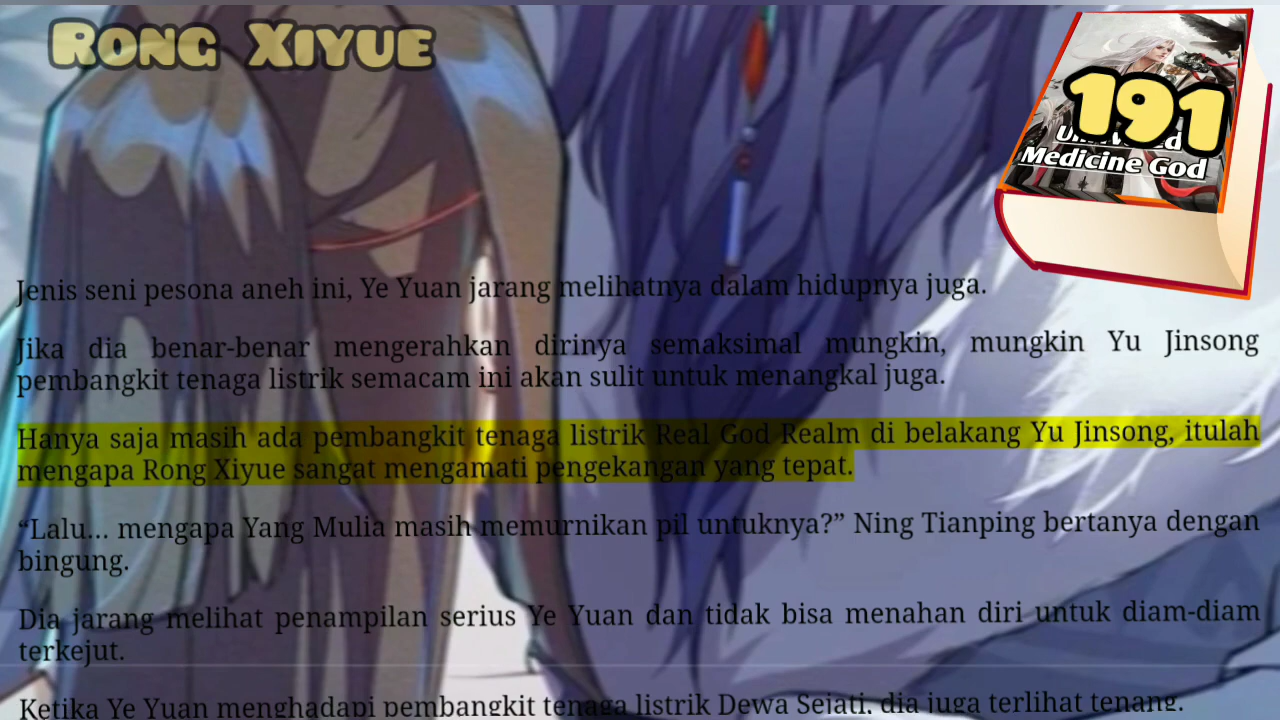 Rong Xiyue
191
Medicine God
Jenis seni pesona aneh ini, Ye Yuan jarang melihatnya dalam hidupnya juga.
Jika dia benar-benar mengerahkan dirinya semaksimal mungkin, mungkin Yu Jinsong
pembangkit tenaga listrik semacam ini akan sulit untuk menangkal juga.
Hanya saja masih ada pembangkit tenaga listrik Real God Realm di belakang Yu Jinsong, itulah
mengapa Rong Xiyue sangat mengamati pengekangan yang tepat.
“Lalu... mengapa Yang Mulia masih memurnikan pil untuknya?” Ning Tianping bertanya dengan
bingung.
Dia jarang melihat penampilan serius Ye Yuan dan tidak bisa menahan diri untuk diam-diam
terkejut.
Ketika Ye Yuan menghadapi pembangkit tenaga listrik Dewa Sejati, dia juga terlihat tenang.